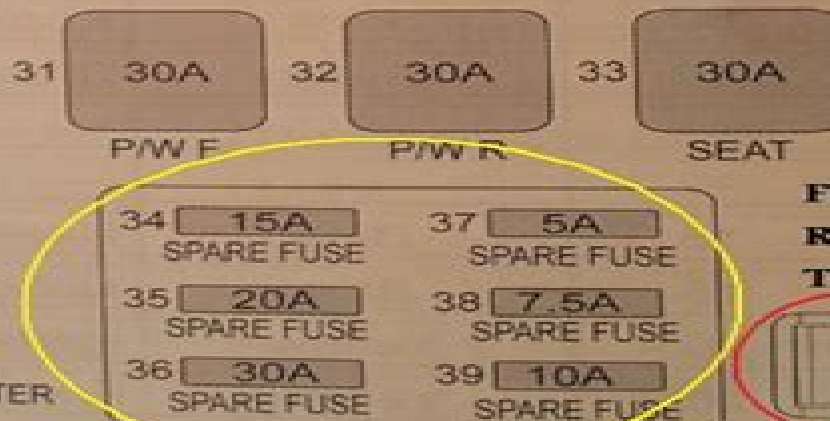 31 30A 32 30A 33 30A
P/W F P/W R SEAT
34 15A 37 5A
SPARE FUSE SPARE FUSE
35 20A 38 7.5A
SPARE FUSE SPARE FUSE
36 30A 39 10A
SPARE FUSE SPARE FUSE
TER
F
R
T